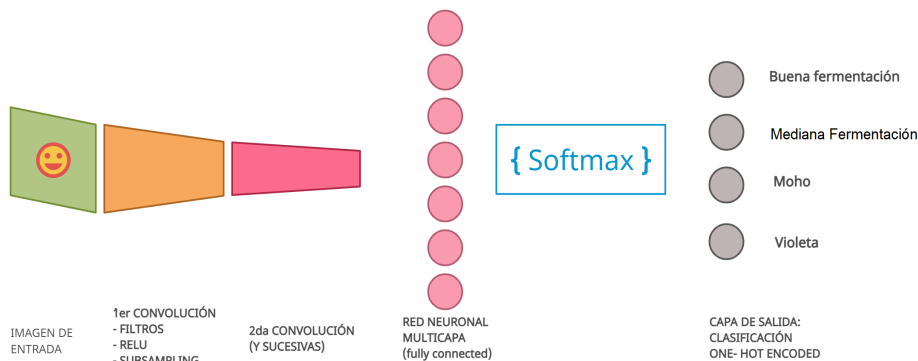 { Softmax }
Buena fermentación
Mediana Fermentación
Moho
Violeta
IMAGEN DE
ENTRADA
1er CONVOLUCIÓN
- FILTROS
- RELU
- SUBSAMPLING
2da CONVOLUCIÓN
(Y SUCESIVAS)
RED NEURONAL
MULTICAPA
(fully connected)
CAPA DE SALIDA:
CLASIFICACIÓN
ONE- HOT ENCODED